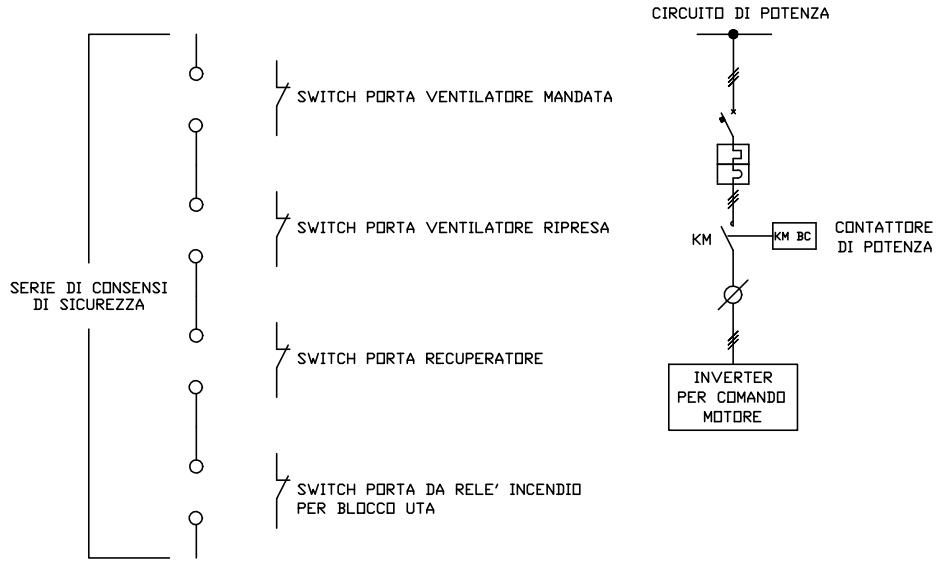 CIRCUITO DI POTENZA
SWITCH PORTA VENTILATORE MANDATA
SWITCH PORTA VENTILATORE RIPRESA
KM
KM BC
CONTATTORE
DI POTENZA
SERIE DI CONSENSI
DI SICUREZZA
SWITCH PORTA RECUPERATORE
INVERTER
PER COMANDO
MOTORE
SWITCH PORTA DA RELE' INCENDIO
PER BLOCCO UTA